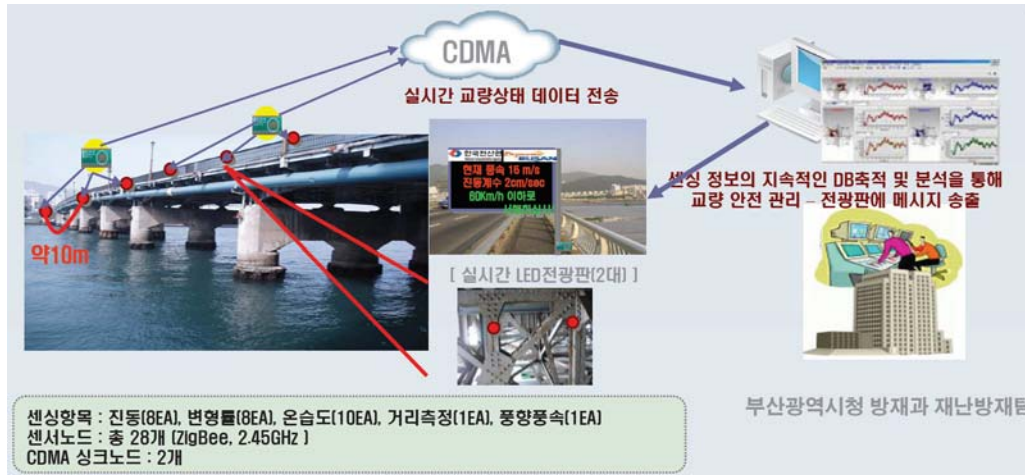 CDMA
실시간 교량상태 데이터 전송
한국전산원
BUSAN
현재 풍속 16 m/s
진동계수 2cm/sec
60Km/h 이하로
약10m
[ 실시간 LED전광판(2대) ]
센싱 정보의 지속적인 DB축적 및 분석을 통해
교량 안전 관리 – 전광판에 메시지 송출
센싱항목 : 진동(8EA), 변형률(8EA), 온습도(10EA), 거리측정(1EA), 풍향풍속(1EA)
센서노드 : 총 28개 (ZigBee, 2.45GHz )
CDMA 싱크노드 : 2개
부산광역시청 방재과 재난방재팀